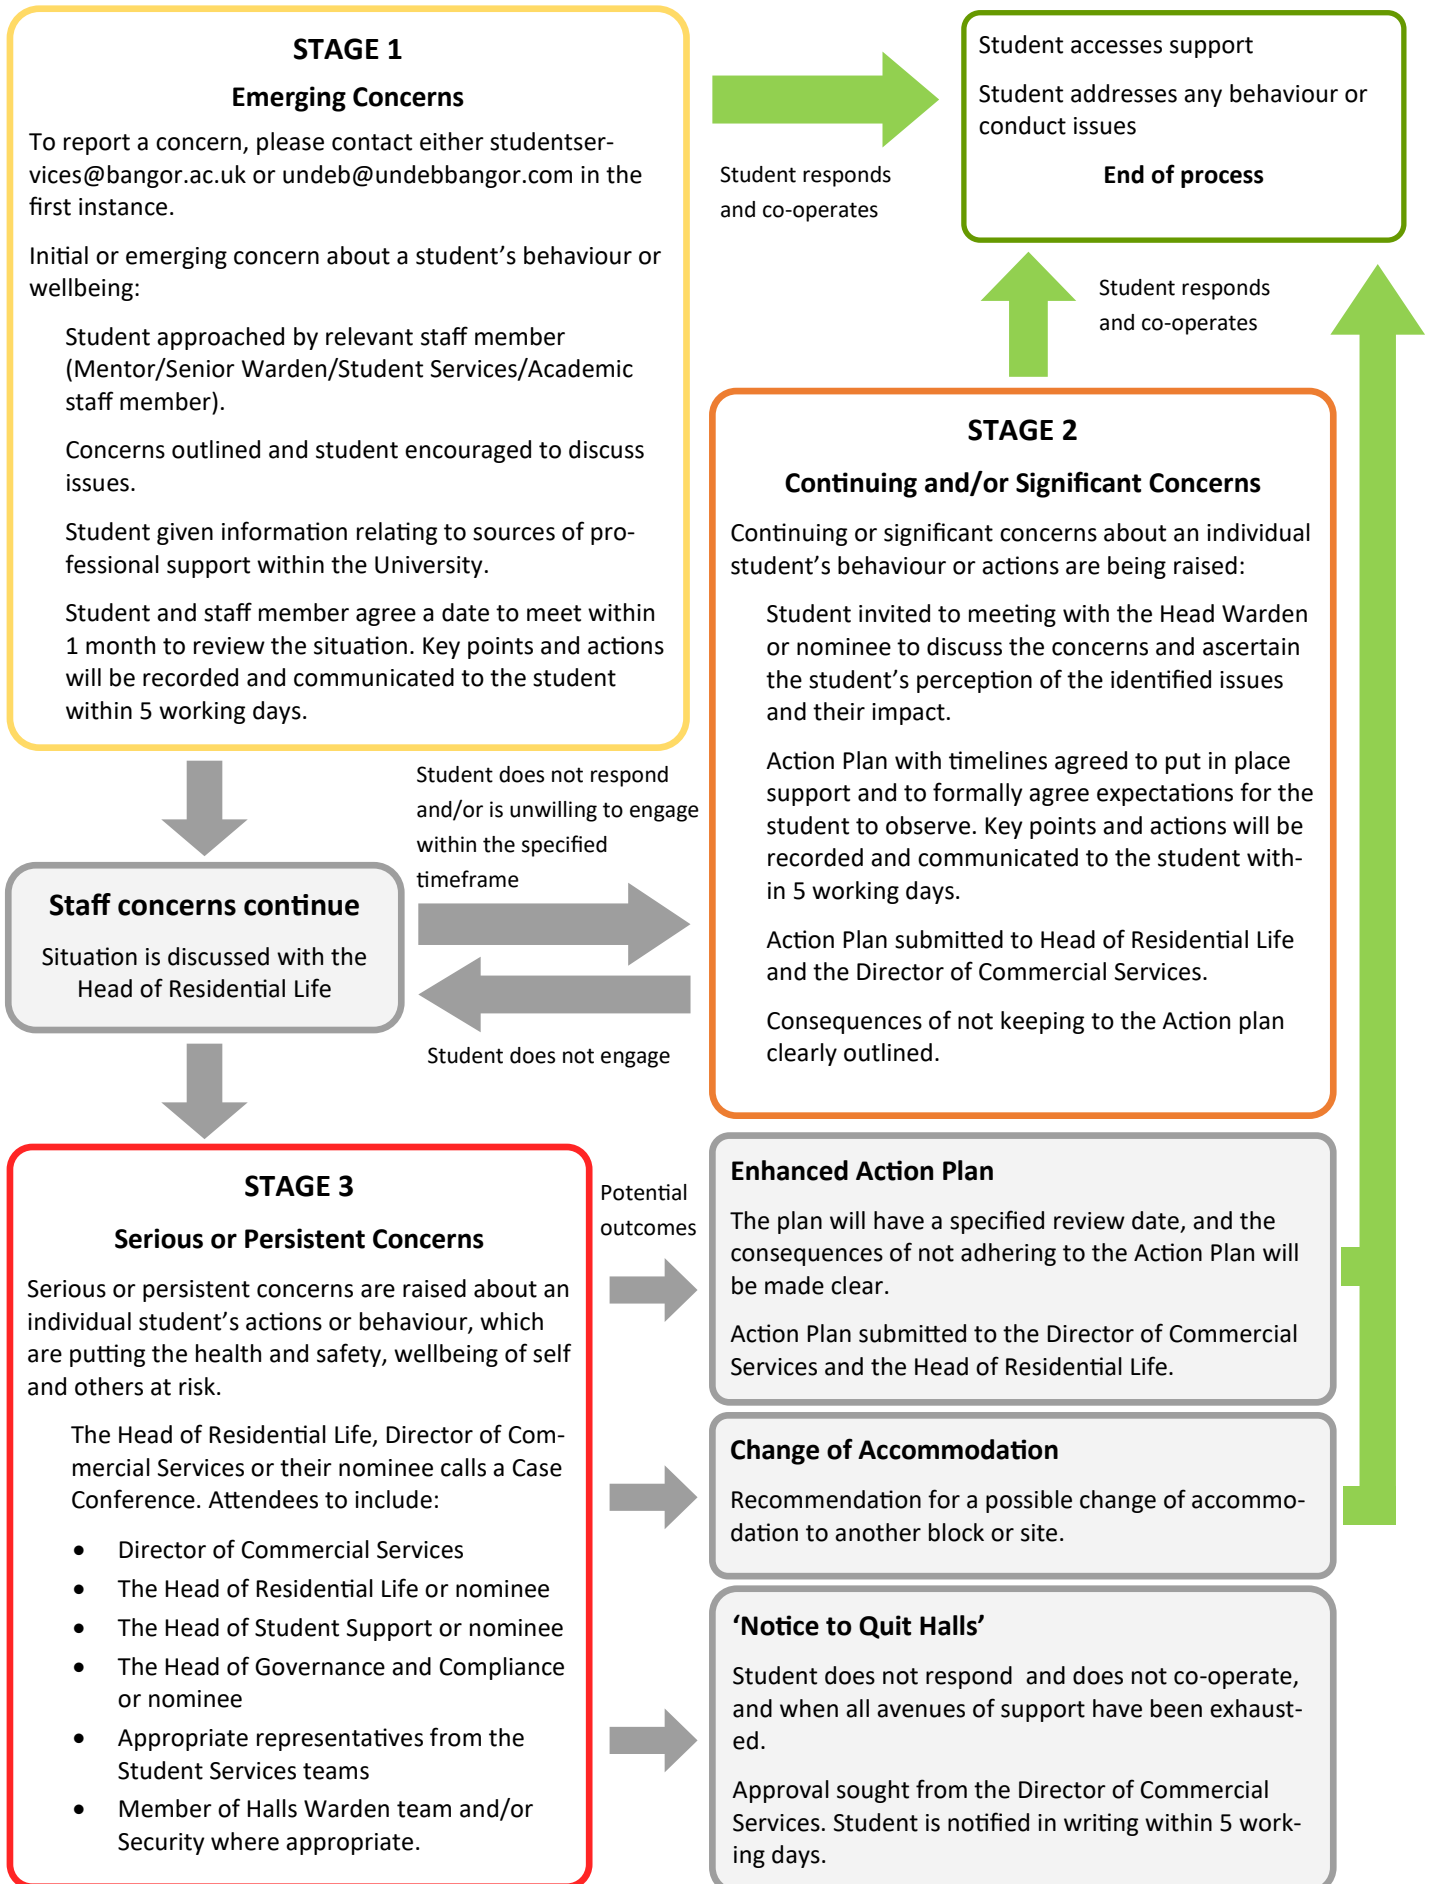 STAGE 1
Emerging Concerns
To report a concern, please contact either studentser-
vices@bangor.ac.uk or undeb@undebbangor.com in the
first instance.
Initial or emerging concern about a student’s behaviour or
wellbeing:
Student approached by relevant staff member
(Mentor/Senior Warden/Student Services/Academic
staff member).
Concerns outlined and student encouraged to discuss
issues.
Student given information relating to sources of pro-
fessional support within the University.
Student and staff member agree a date to meet within
1 month to review the situation. Key points and actions
will be recorded and communicated to the student
within 5 working days.
Student responds
and co-operates
Student accesses support
Student addresses any behaviour or
conduct issues
End of process
Student responds
and co-operates
Student does not respond
and/or is unwilling to engage
within the specified
timeframe
Staff concerns continue
Situation is discussed with the
Head of Residential Life
Student does not engage
STAGE 2
Continuing and/or Significant Concerns
Continuing or significant concerns about an individual
student’s behaviour or actions are being raised:
Student invited to meeting with the Head Warden
or nominee to discuss the concerns and ascertain
the student’s perception of the identified issues
and their impact.
Action Plan with timelines agreed to put in place
support and to formally agree expectations for the
student to observe. Key points and actions will be
recorded and communicated to the student with-
in 5 working days.
Action Plan submitted to Head of Residential Life
and the Director of Commercial Services.
Consequences of not keeping to the Action plan
clearly outlined.
STAGE 3
Serious or Persistent Concerns
Serious or persistent concerns are raised about an
individual student’s actions or behaviour, which
are putting the health and safety, wellbeing of self
and others at risk.
The Head of Residential Life, Director of Com-
mercial Services or their nominee calls a Case
Conference. Attendees to include:
• Director of Commercial Services
• The Head of Residential Life or nominee
• The Head of Student Support or nominee
• The Head of Governance and Compliance
or nominee
• Appropriate representatives from the
Student Services teams
• Member of Halls Warden team and/or
Security where appropriate.
Potential
outcomes
Enhanced Action Plan
The plan will have a specified review date, and the
consequences of not adhering to the Action Plan will
be made clear.
Action Plan submitted to the Director of Commercial
Services and the Head of Residential Life.
Change of Accommodation
Recommendation for a possible change of accommo-
dation to another block or site.
‘Notice to Quit Halls’
Student does not respond  and does not co-operate,
and when all avenues of support have been exhaust-
ed.
Approval sought from the Director of Commercial
Services. Student is notified in writing within 5 work-
ing days.